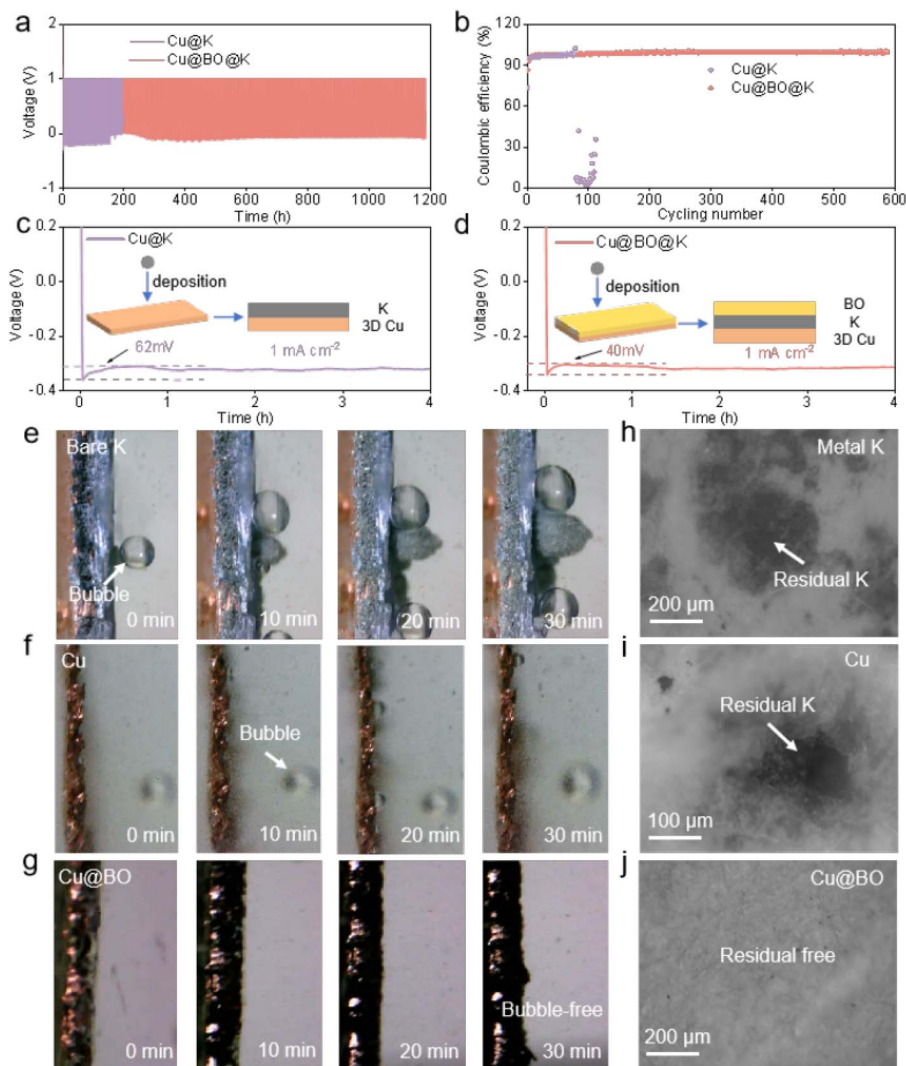 a
Cu@K
Cu@BO@K
Voltage (V)
2
1
0
-1
0 200 400 600 800 1000 1200
Time (h)
b
Coulombic efficiency (%)
120
90
60
30
0
Cu@K
Cu@BO@K
0 100 200 300 400 500 600
Cycling number
c
Cu@K
Voltage (V)
0.2
0.0
-0.2
-0.4
deposition
K
3D Cu
62mV
1 mA cm⁻²
0 1 2 3 4
Time (h)
d
Cu@BO@K
Voltage (V)
0.2
0.0
-0.2
-0.4
deposition
BO
K
3D Cu
40mV
1 mA cm⁻²
0 1 2 3 4
Time (h)
e
Bare K
Bubble
0 min
10 min
20 min
30 min
h
Metal K
Residual K
200 μm
f
Cu
Bubble
0 min
10 min
20 min
30 min
i
Cu
Residual K
100 μm
g
Cu@BO
Bubble-free
0 min
10 min
20 min
30 min
j
Cu@BO
Residual free
200 μm